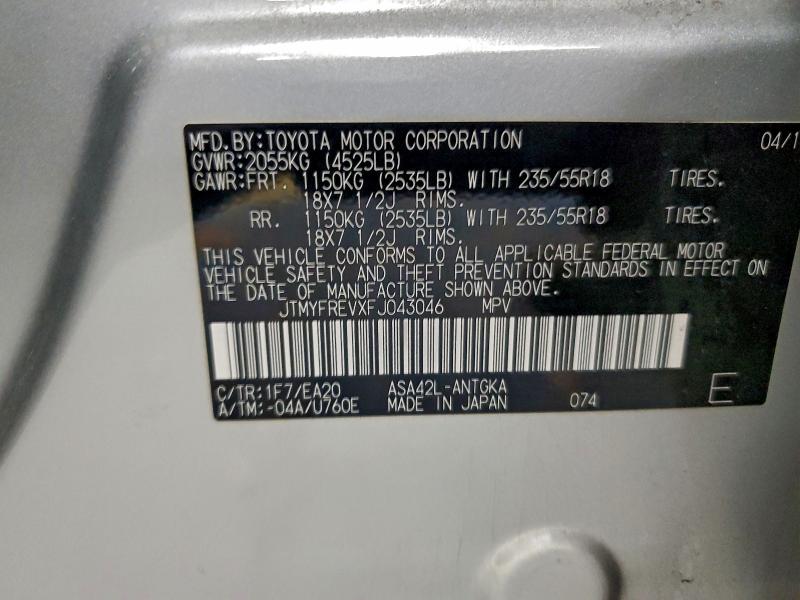 MFD.BY:TOYOTA MOTOR CORPORATION 04/1
GVWR:2055KG (4525LB)
GAWR:FRT. 1150KG (2535LB) WITH 235/55R18 TIRES.
18X7 1/2J RIMS.
RR. 1150KG (2535LB) WITH 235/55R18 TIRES.
18X7 1/2J RIMS.
THIS VEHICLE CONFORMS TO ALL APPLICABLE FEDERAL MOTOR
VEHICLE SAFETY AND THEFT PREVENTION STANDARDS IN EFFECT ON
THE DATE OF MANUFACTURE SHOWN ABOVE.
JTMYFREVXFJ043046 MPV
C/TR:1F7/EA20 ASA42L-ANTGKA
A/TM:-04A/U760E MADE IN JAPAN 074 E